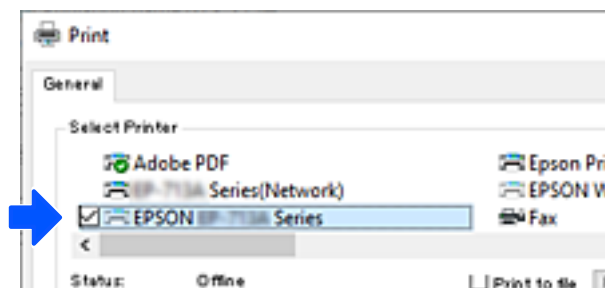 Print
General
Select Printer
Adobe PDF
Epson Pri
Series(Network)
EPSON W
EPSON Series
Fax
Status: Offline
Print to file